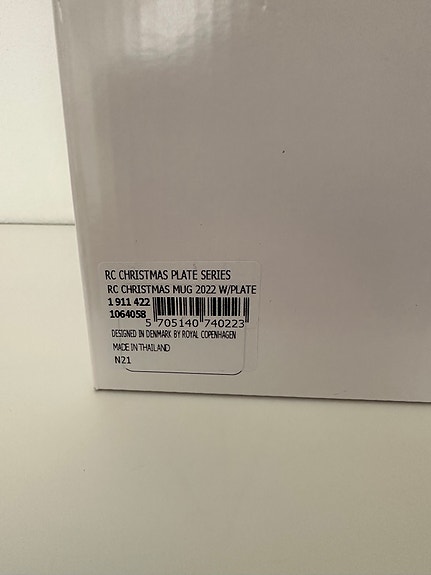 RC CHRISTMAS PLATE SERIES
RC CHRISTMAS MUG 2022 W/PLATE
1 911 422
1064058
5 705140 740223
DESIGNED IN DENMARK BY ROYAL COPENHAGEN
MADE IN THAILAND
N21